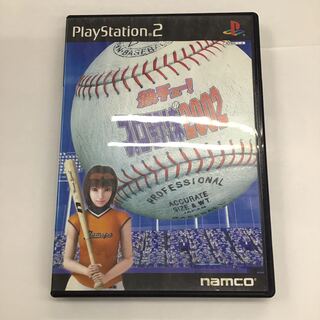 PlayStation 2
N-BASEBALL
熱チュー!
プロ野球2002
PROFESSIONAL
ACCURATE
SIZE & WT
namco